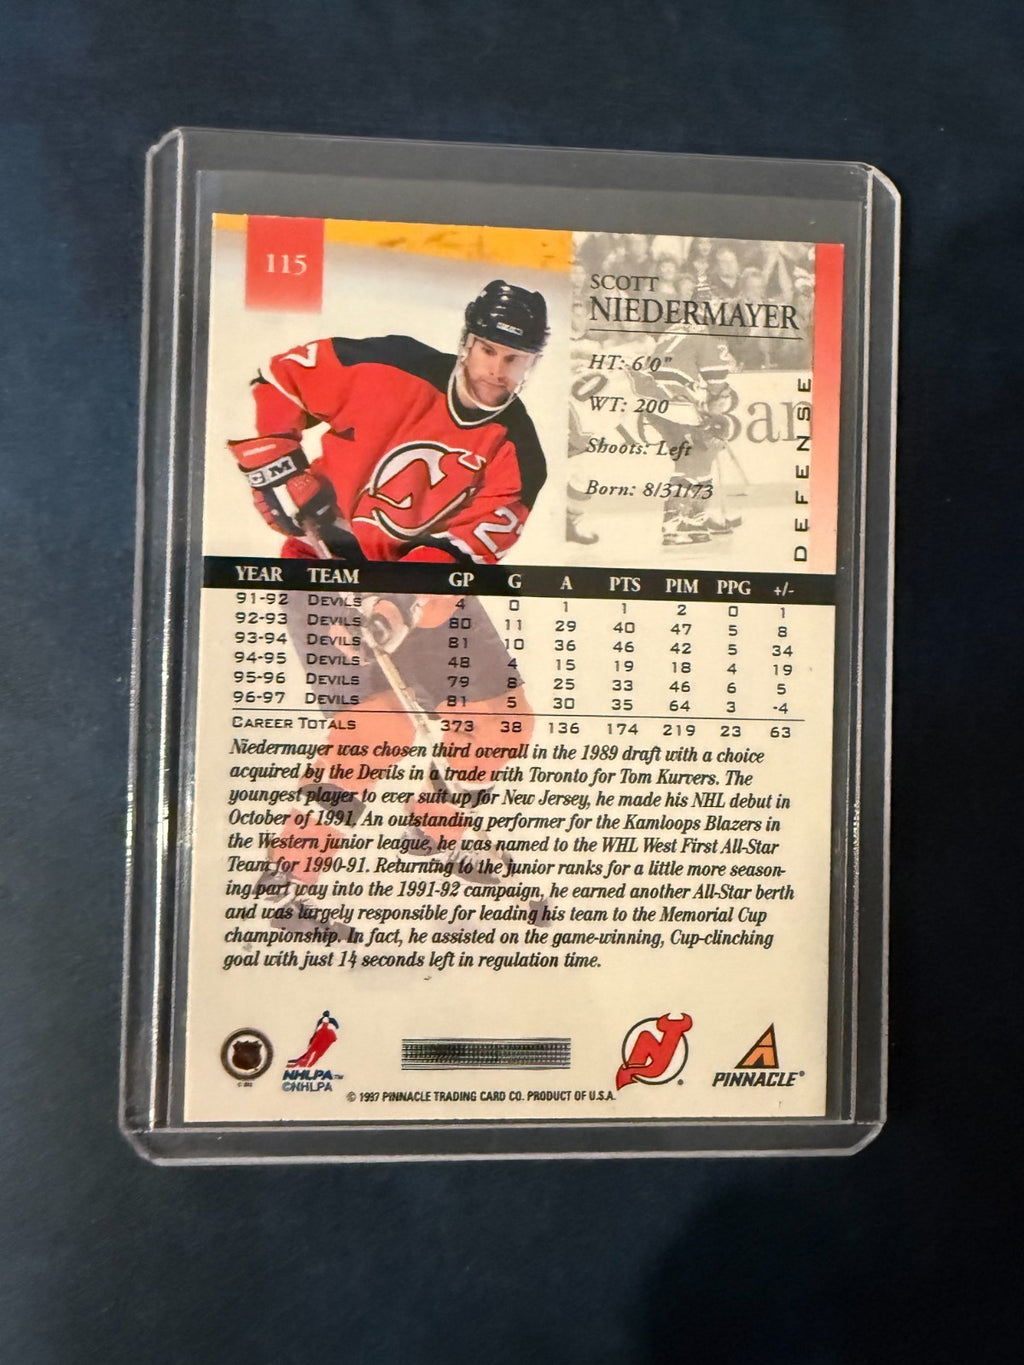 115
SCOTT
NIEDERMAYER
HT: 6'0"
WT: 200
Shoots: Left
Born: 8/31/73
DEFENSE
27
CCM
27
Bar
YEAR TEAM GP G A PTS PIM PPG +/-
91-92 DEVILS 4 0 1 1 2 0 1
92-93 DEVILS 80 11 29 40 47 5 8
93-94 DEVILS 81 10 36 46 42 5 34
94-95 DEVILS 48 4 15 19 18 4 19
95-96 DEVILS 79 8 25 33 46 6 5
96-97 DEVILS 81 5 30 35 64 3 -4
CAREER TOTALS 373 38 136 174 219 23 63
Niedermayer was chosen third overall in the 1989 draft with a choice
acquired by the Devils in a trade with Toronto for Tom Kurvers. The
youngest player to ever suit up for New Jersey, he made his NHL debut in
October of 1991. An outstanding performer for the Kamloops Blazers in
the Western junior league, he was named to the WHL West First All-Star
Team for 1990-91. Returning to the junior ranks for a little more season-
ing part way into the 1991-92 campaign, he earned another All-Star berth
and was largely responsible for leading his team to the Memorial Cup
championship. In fact, he assisted on the game-winning, Cup-clinching
goal with just 14 seconds left in regulation time.
NHLPA™
©NHLPA
PINNACLE®
© 1997 PINNACLE TRADING CARD CO. PRODUCT OF U.S.A.